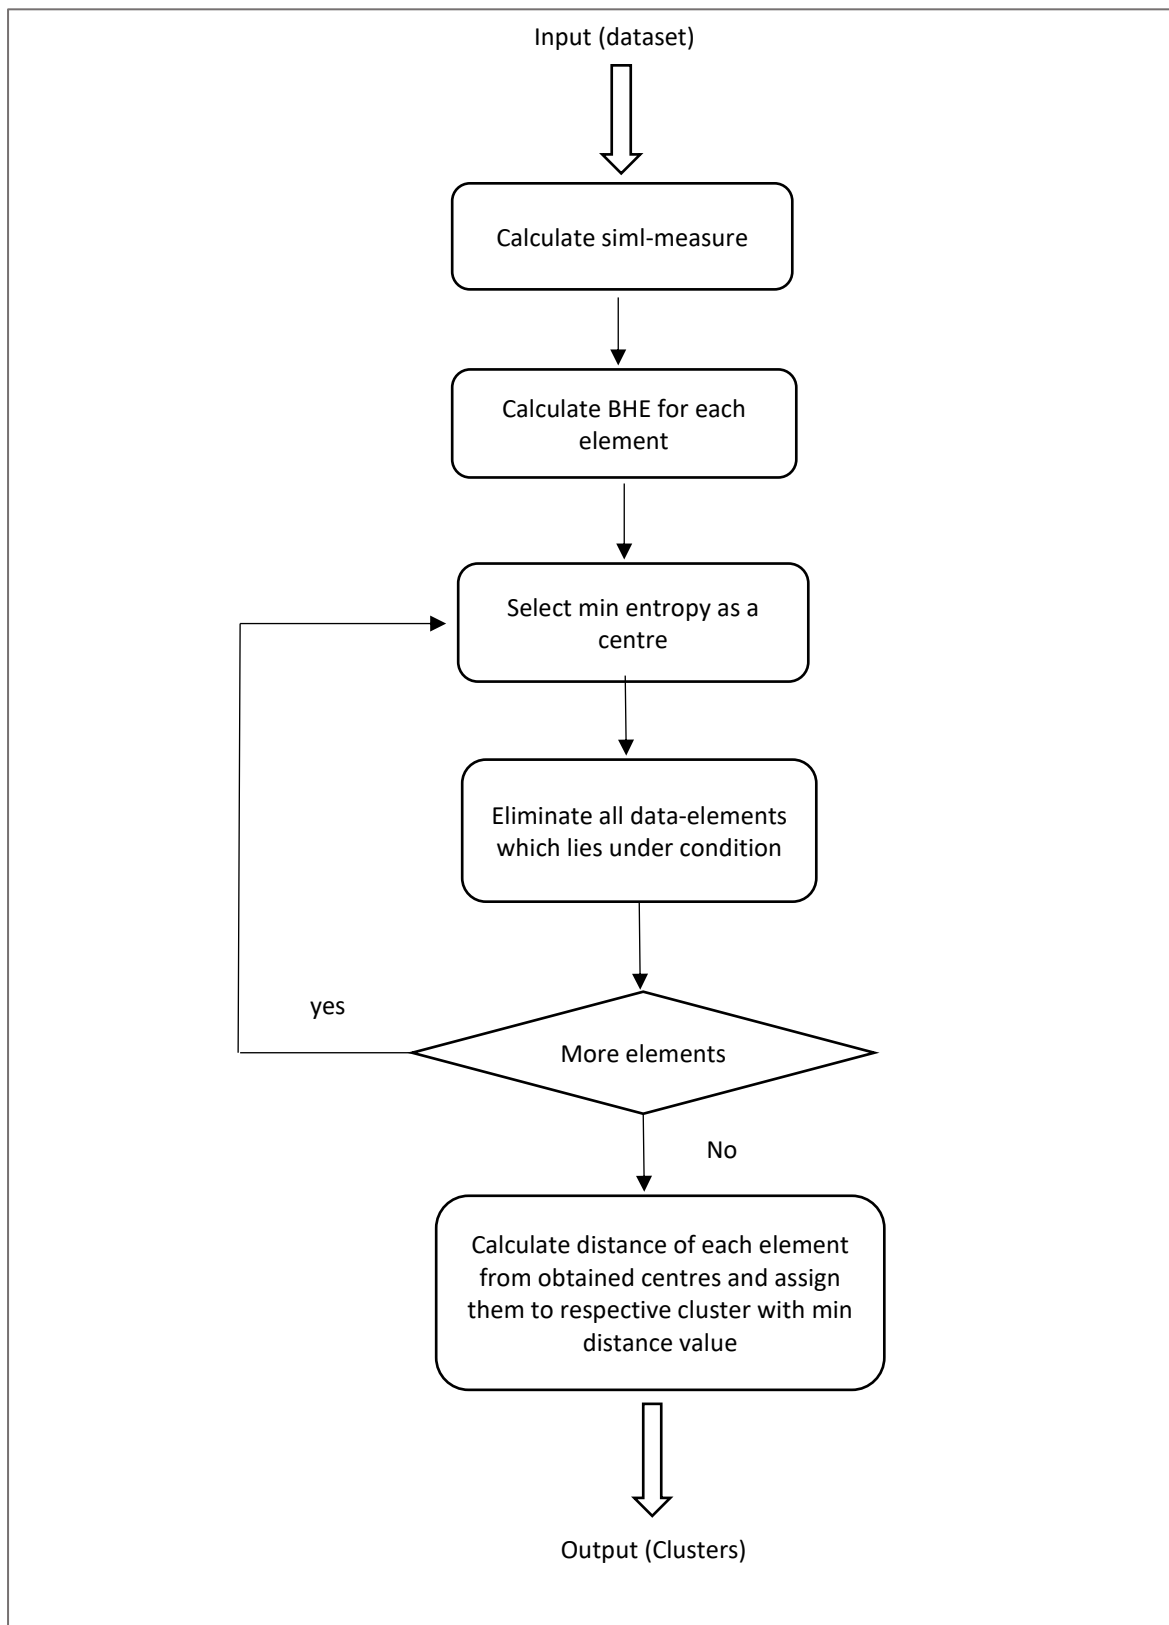 Input (dataset)
Calculate siml-measure
Calculate BHE for each
element
Select min entropy as a
centre
Eliminate all data-elements
which lies under condition
yes
More elements
No
Calculate distance of each element
from obtained centres and assign
them to respective cluster with min
distance value
Output (Clusters)